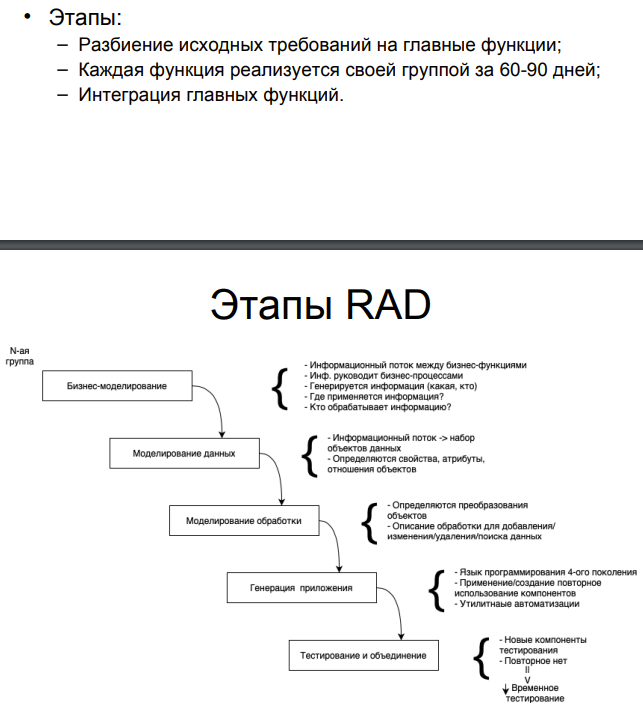 • Этапы:
– Разбиение исходных требований на главные функции;
– Каждая функция реализуется своей группой за 60-90 дней;
– Интеграция главных функций.
Этапы RAD
N-ая
группа
Бизнес-моделирование
- Информационный поток между бизнес-функциями
- Инф. руководит бизнес-процессами
- Генерируется информация (какая, кто)
- Где применяется информация?
- Кто обрабатывает информацию?
Моделирование данных
- Информационный поток -> набор
объектов данных
- Определяются свойства, атрибуты,
отношения объектов
Моделирование обработки
- Определяются преобразования
объектов
- Описание обработки для добавления/
изменения/удаления/поиска данных
Генерация приложения
- Язык программирования 4-ого поколения
- Применение/создание повторное
использование компонентов
- Утилитные автоматизации
Тестирование и объединение
- Новые компоненты
тестирования
- Повторное нет
II
V
Временное
тестирование